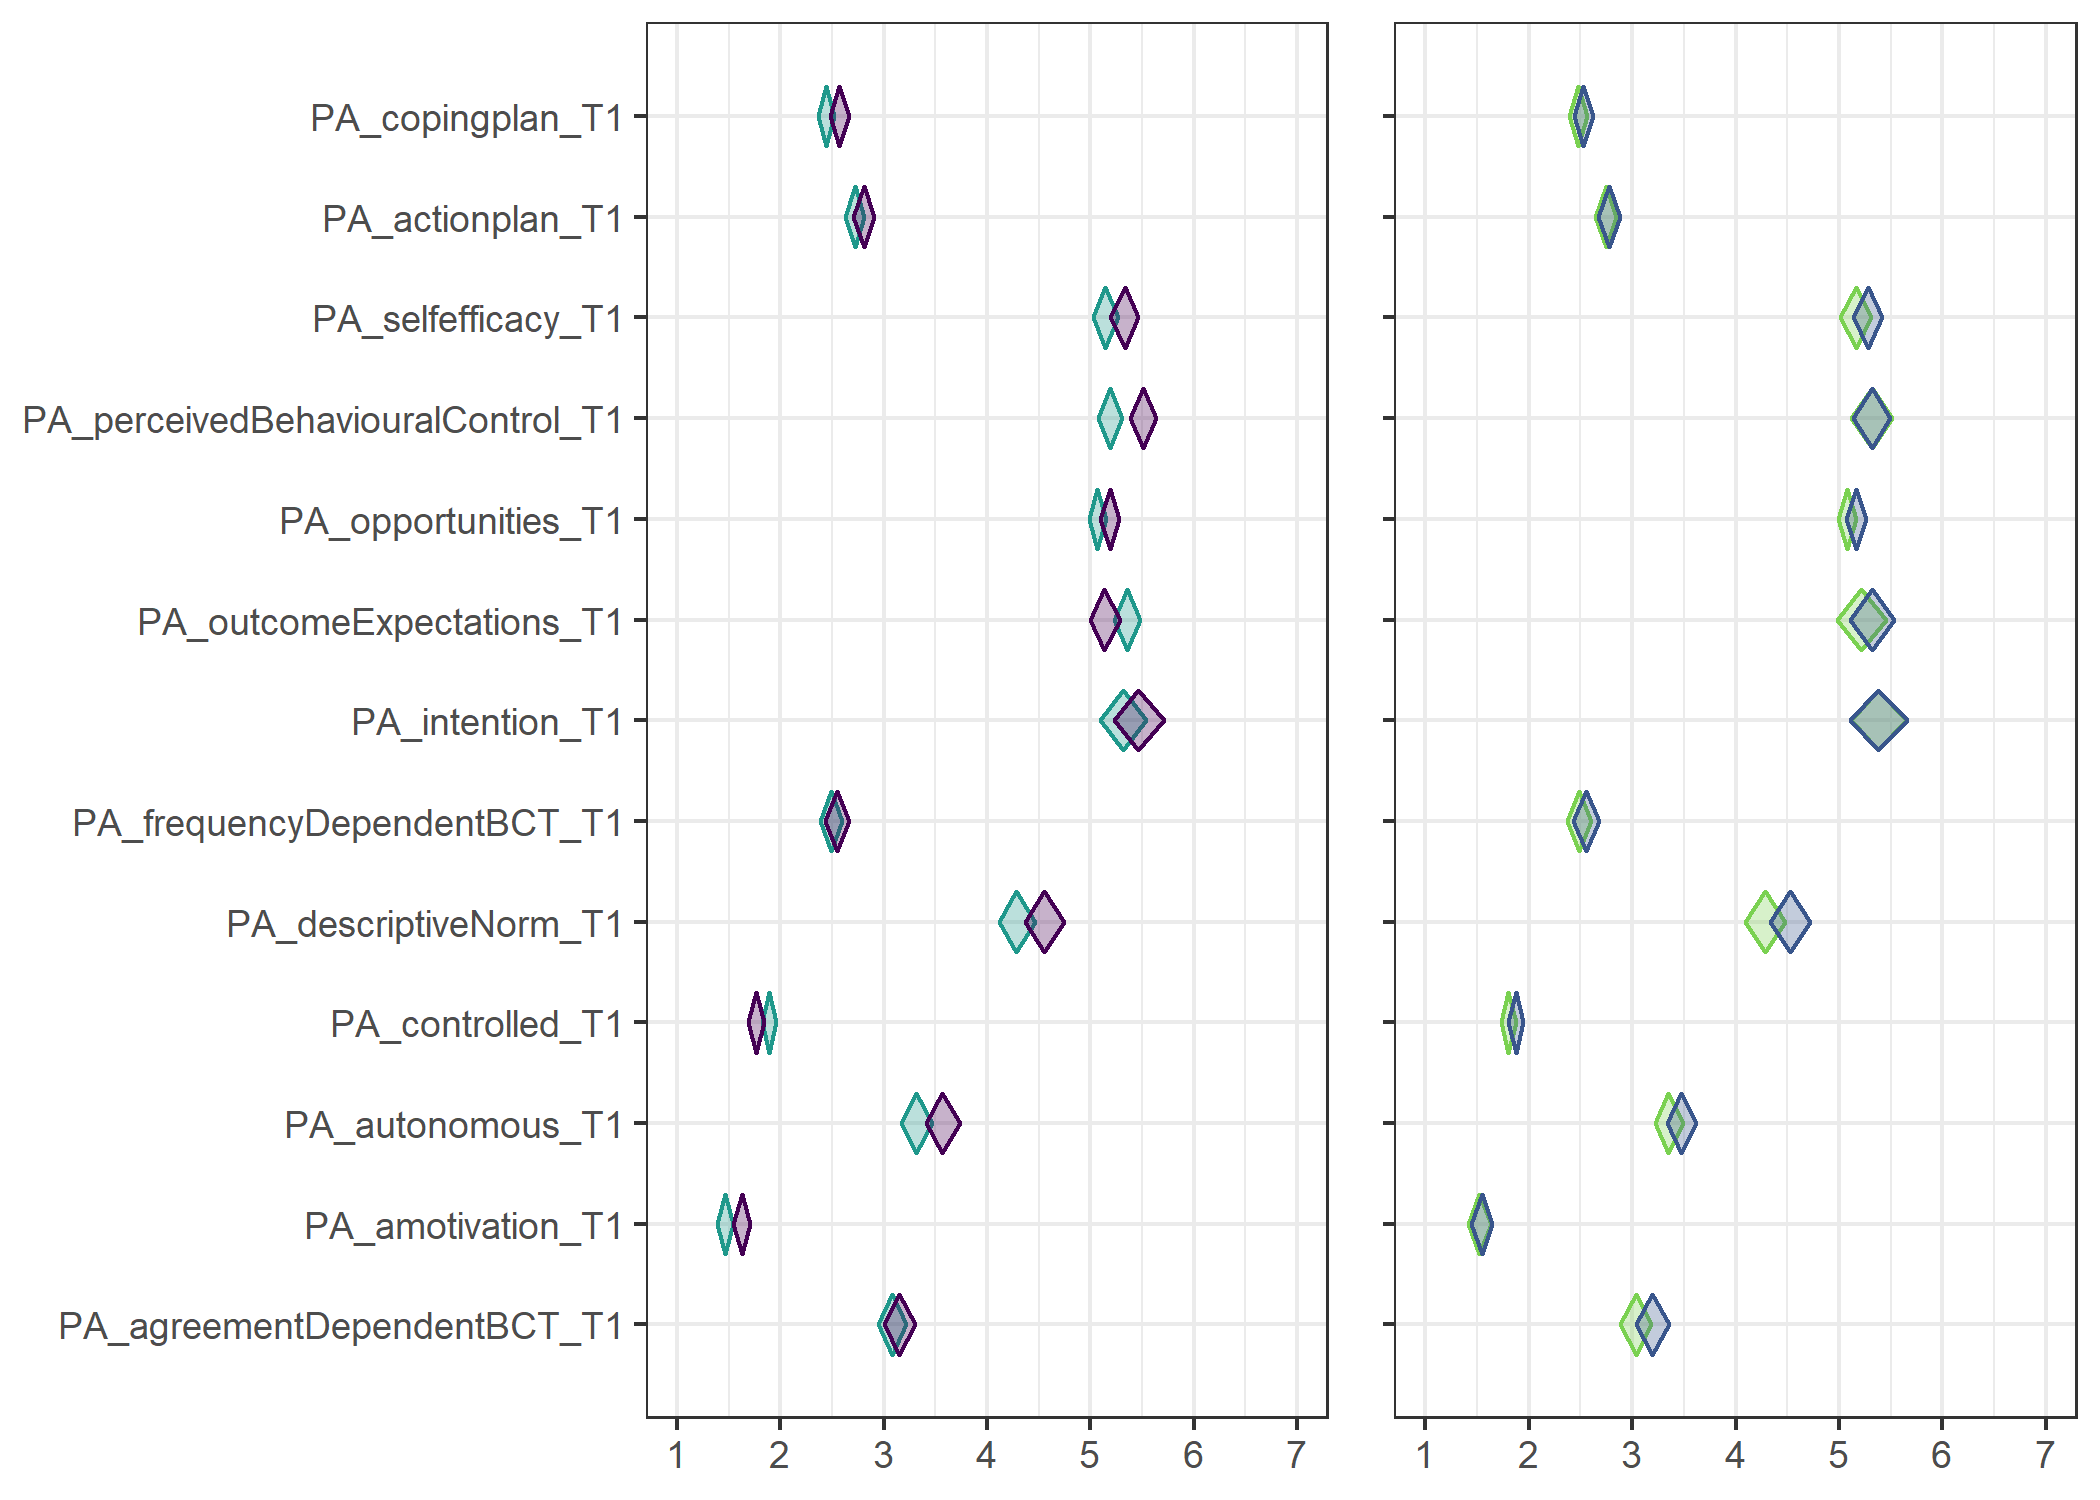 PA_copingplan_T1
PA_actionplan_T1
PA_selfefficacy_T1
PA_perceivedBehaviouralControl_T1
PA_opportunities_T1
PA_outcomeExpectations_T1
PA_intention_T1
PA_frequencyDependentBCT_T1
PA_descriptiveNorm_T1
PA_controlled_T1
PA_autonomous_T1
PA_amotivation_T1
PA_agreementDependentBCT_T1
1 2 3 4 5 6 7
1 2 3 4 5 6 7